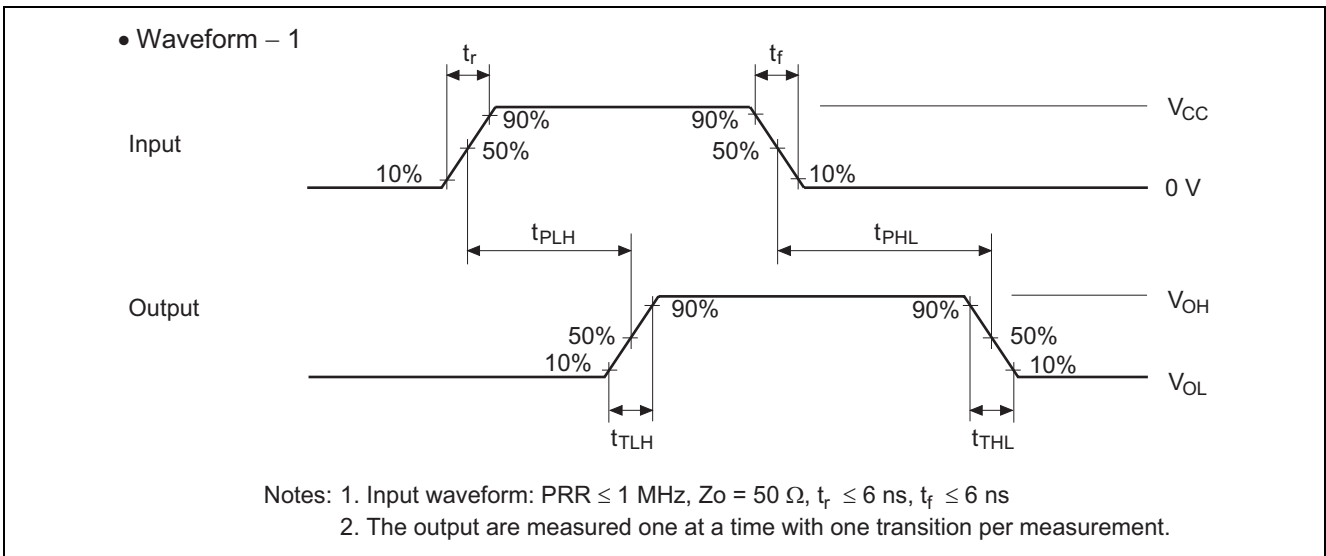 • Waveform – 1
tr
tf
90%
90%
VCC
Input
50%
50%
10%
10%
0 V
tPLH
tPHL
Output
90%
90%
VOH
50%
50%
10%
10%
VOL
tTLH
tTHL
Notes: 1. Input waveform: PRR ≤ 1 MHz, Zo = 50 Ω, tr ≤ 6 ns, tf ≤ 6 ns
2. The output are measured one at a time with one transition per measurement.